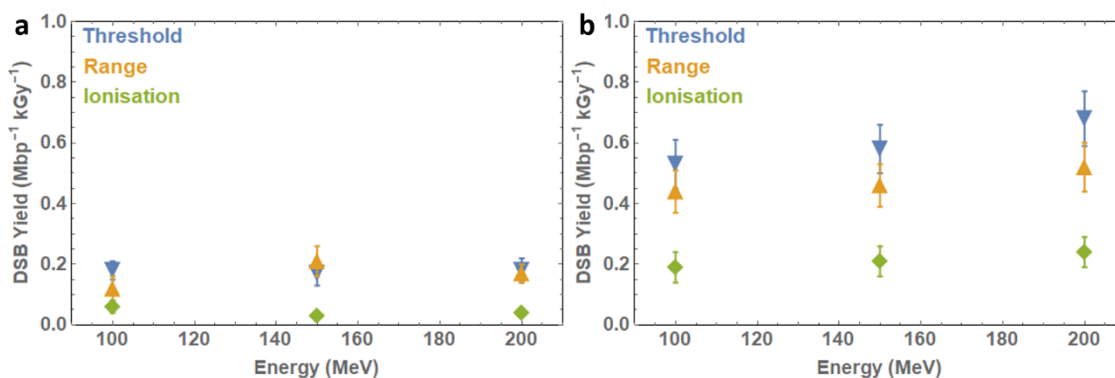 a
Threshold
Range
Ionisation
DSB Yield (Mbp⁻¹ kGy⁻¹)
1.0
0.8
0.6
0.4
0.2
0.0
100 120 140 160 180 200
Energy (MeV)
b
Threshold
Range
Ionisation
DSB Yield (Mbp⁻¹ kGy⁻¹)
1.0
0.8
0.6
0.4
0.2
0.0
100 120 140 160 180 200
Energy (MeV)